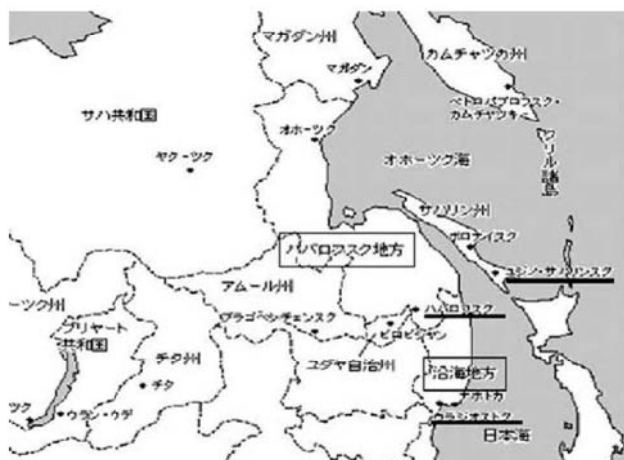 マガダン州
マガダン
カムチャツカ州
ペトロパブロフスク・
カムチャツキー
サハ共和国
オホーツク
オホーツク海
クリル諸島
ヤクーツク
サハリン州
ポロナイスク
ハバロフスク地方
ユジノ・サハリンスク
アムール州
ーツク州
ブラゴベシチェンスク
ハバロフスク
ビロビジャン
ブリヤート
共和国
チタ州
ユダヤ自治州
沿海地方
チタ
ナホトカ
ツク
ウラン・ウデ
ウラジオストク
日本海